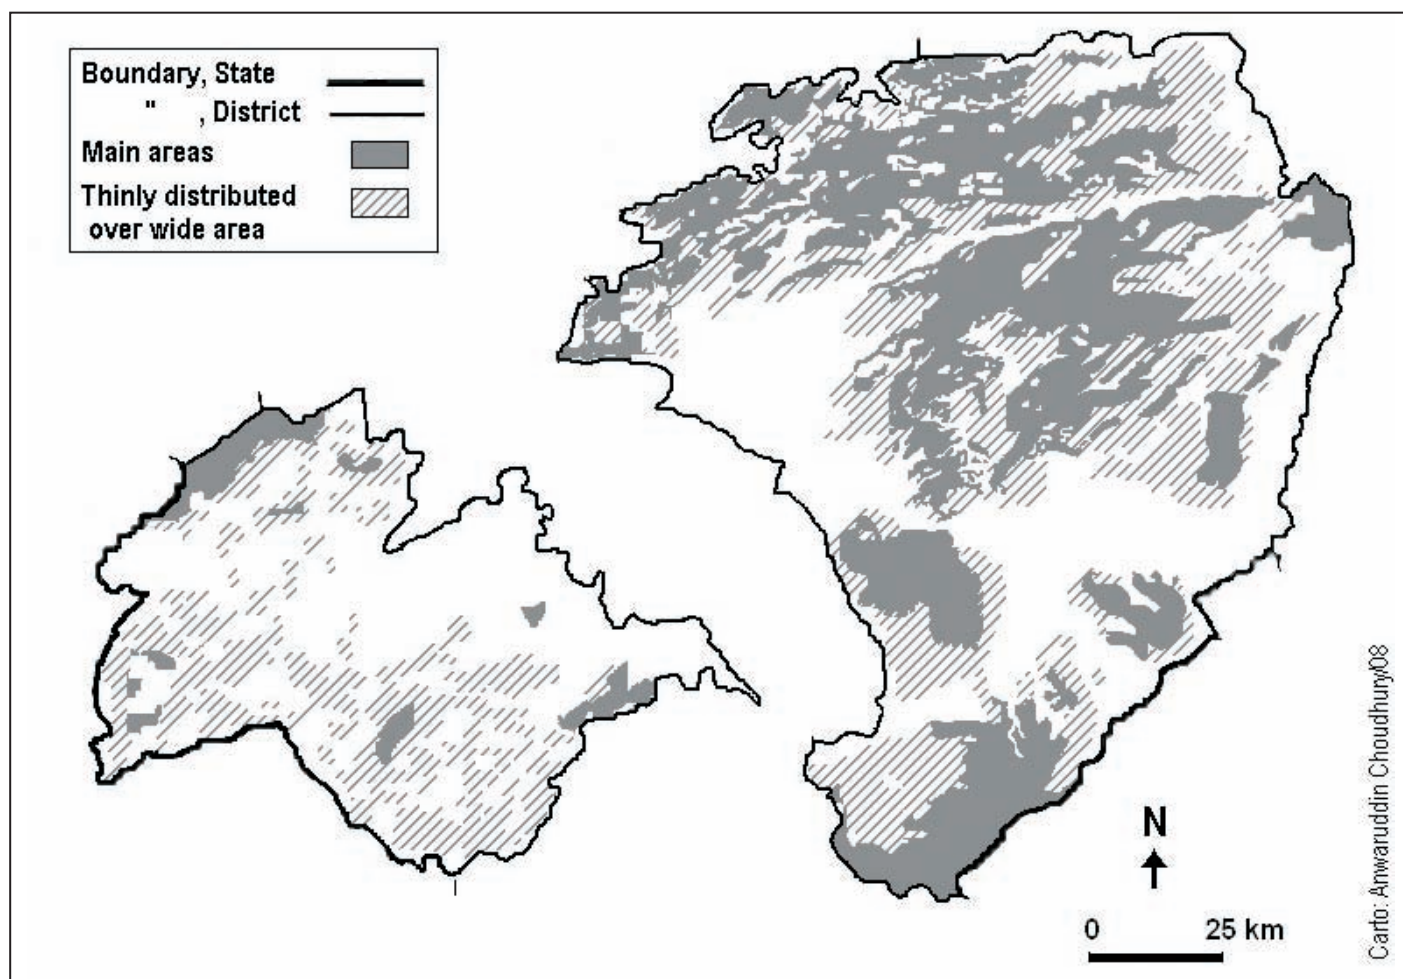 Boundary, State
" , District
Main areas
Thinly distributed
over wide area
N
0 25 km
Carto: Anwaruddin Choudhury/08